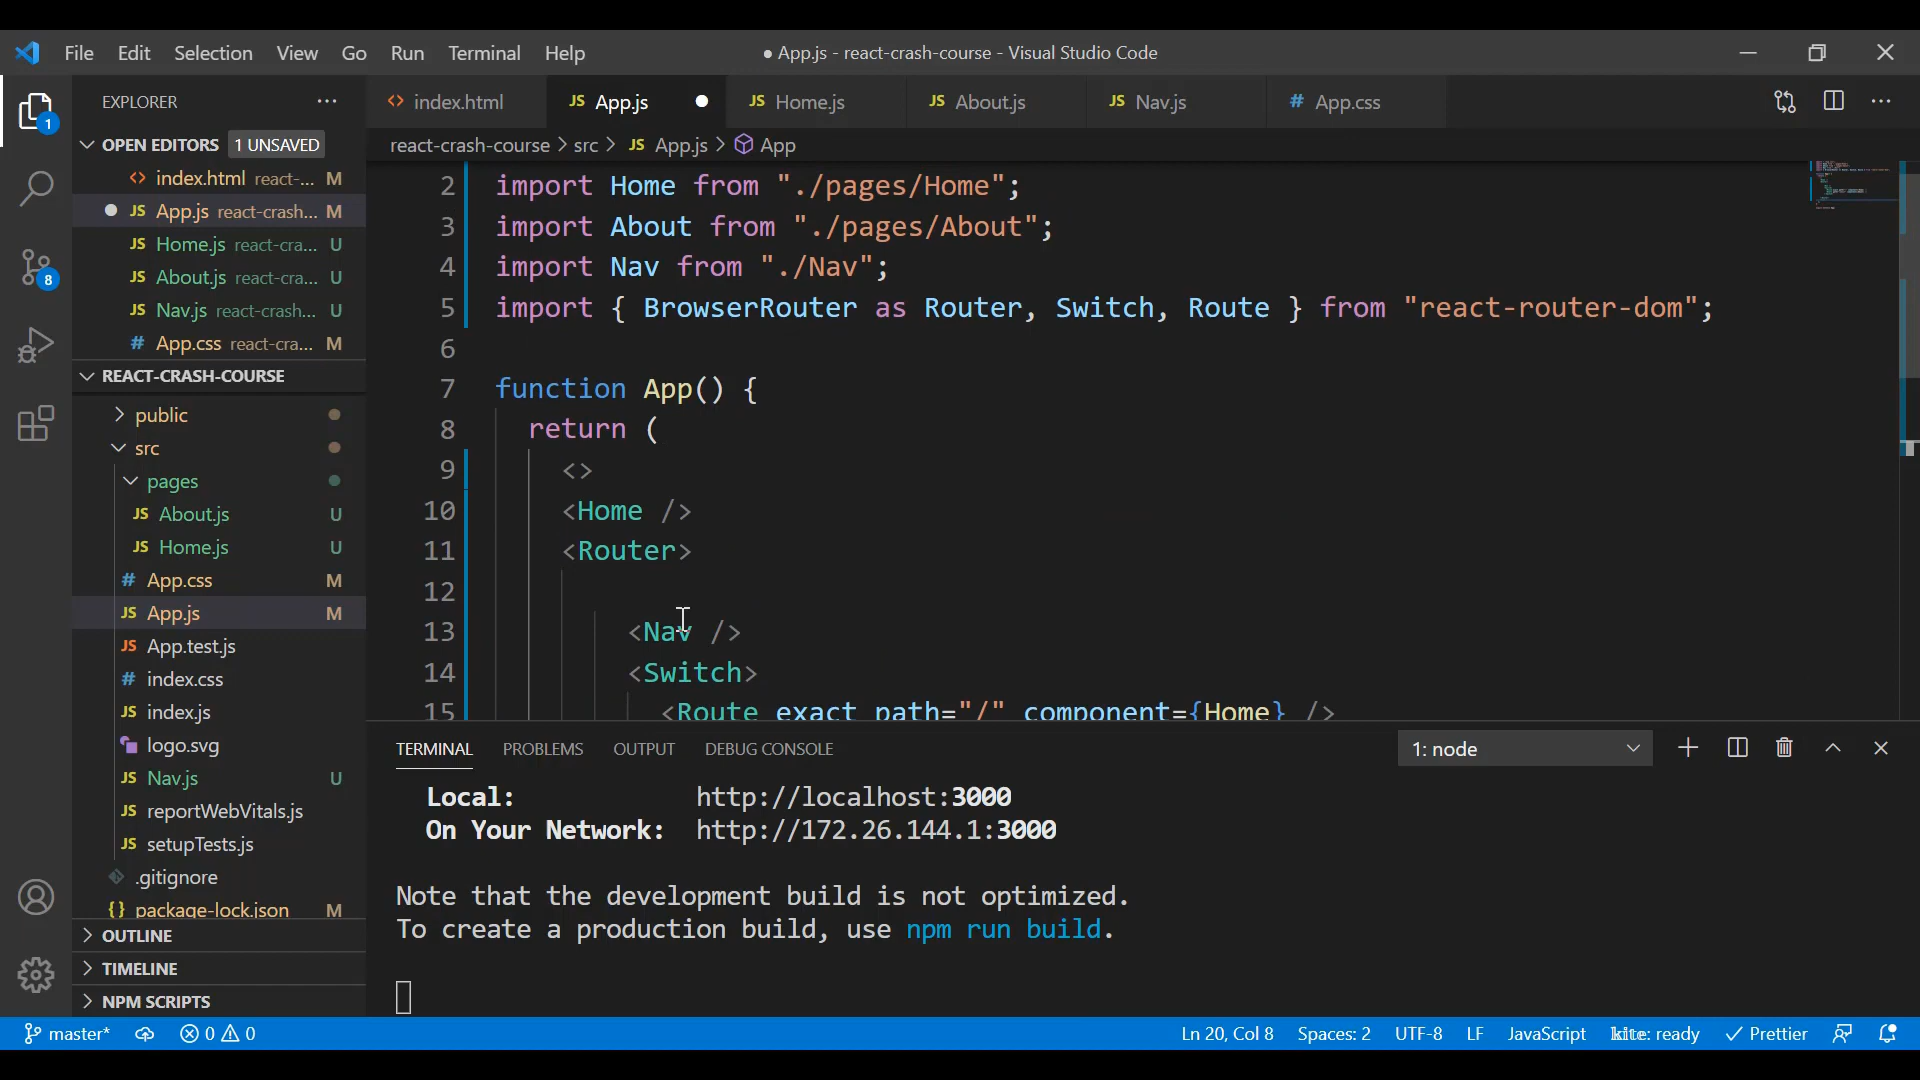 File Edit Selection View Go Run Terminal Help
● App.js - react-crash-course - Visual Studio Code
EXPLORER
OPEN EDITORS 1 UNSAVED
<> index.html react-... M
● JS App.js react-crash... M
JS Home.js react-cra... U
JS About.js react-cra... U
JS Nav.js react-crash... U
# App.css react-cra... M
REACT-CRASH-COURSE
public
src
pages
JS About.js U
JS Home.js U
# App.css M
JS App.js M
JS App.test.js
# index.css
JS index.js
logo.svg
JS Nav.js U
JS reportWebVitals.js
JS setupTests.js
.gitignore
{} package-lock.json M
OUTLINE
TIMELINE
NPM SCRIPTS
1
8
<> index.html JS App.js ● JS Home.js JS About.js JS Nav.js # App.css
react-crash-course > src > JS App.js > App
2 import Home from "./pages/Home";
3 import About from "./pages/About";
4 import Nav from "./Nav";
5 import { BrowserRouter as Router, Switch, Route } from "react-router-dom";
6
7 function App() {
8 return (
9 <>
10 <Home />
11 <Router>
12
13 <Nav />
14 <Switch>
15 <Route exact path="/" component={Home} />
TERMINAL PROBLEMS OUTPUT DEBUG CONSOLE 1: node
Local: http://localhost:3000
On Your Network: http://172.26.144.1:3000
Note that the development build is not optimized.
To create a production build, use npm run build.
master* 0 0 Ln 20, Col 8 Spaces: 2 UTF-8 LF JavaScript kite: ready Prettier